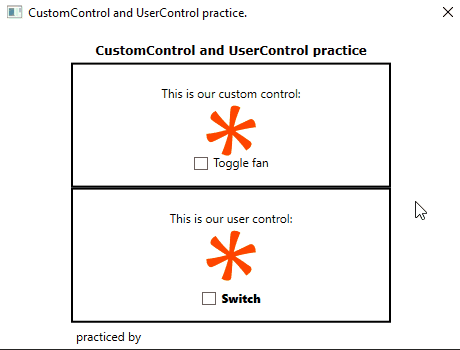 CustomControl and UserControl practice.
CustomControl and UserControl practice
This is our custom control:
Toggle fan
This is our user control:
Switch
practiced by